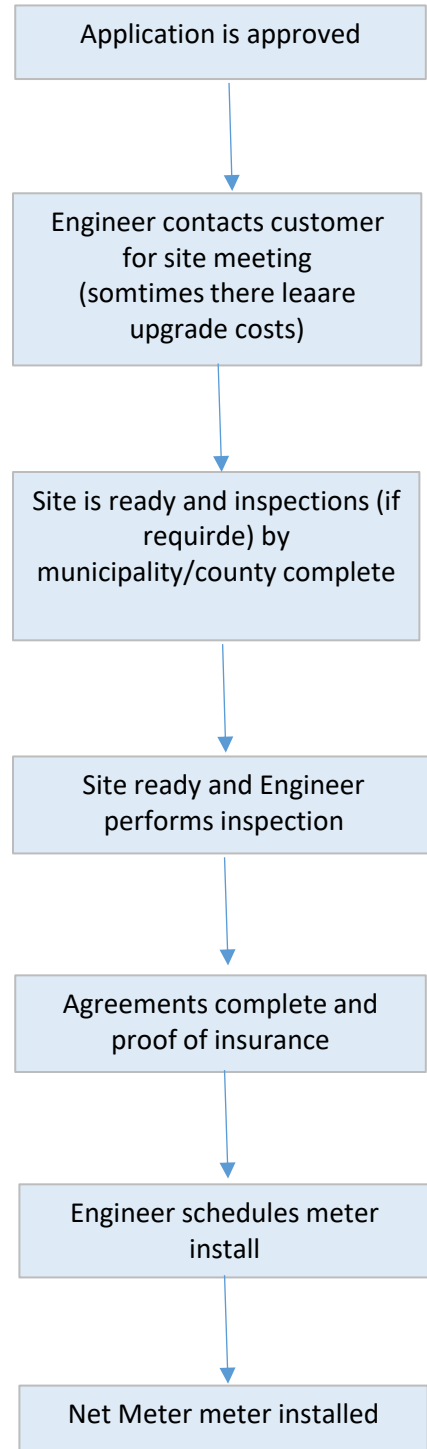 Application is approved
Engineer contacts customer
for site meeting
(somtimes there leaare
upgrade costs)
Site is ready and inspections (if
requirde) by
municipality/county complete
Site ready and Engineer
performs inspection
Agreements complete and
proof of insurance
Engineer schedules meter
install
Net Meter meter installed